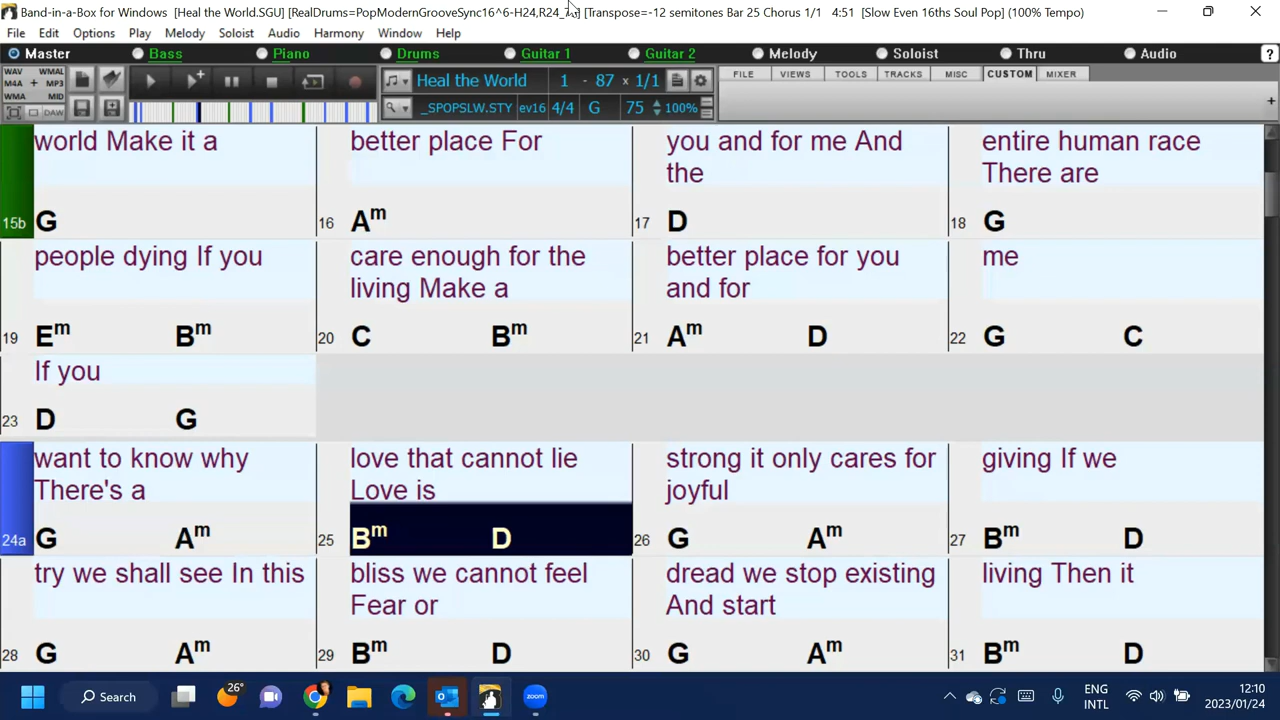 Band-in-a-Box for Windows [Heal the World.SGU] [RealDrums=PopModernGrooveSync16^6-H24,R24_ [Transpose=-12 semitones Bar 25 Chorus 1/1 4:51 [Slow Even 16ths Soul Pop] (100% Tempo)
File Edit Options Play Melody Soloist Audio Harmony Window Help
Master Bass Piano Drums Guitar 1 Guitar 2 Melody Soloist Thru Audio ?
WAV WMAL
M4A + MP3
WMA MID
DAW
Heal the World 1 - 87 x 1/1
_SPOPSLW.STY ev16 4/4 G 75 100%
FILE VIEWS TOOLS TRACKS MISC CUSTOM MIXER
+
world Make it a better place For you and for me And entire human race
the There are
15b G 16 Am 17 D 18 G
people dying If you care enough for the better place for you me
living Make a and for
19 Em Bm 20 C Bm 21 Am D 22 G C
If you
23 D G
want to know why love that cannot lie strong it only cares for giving If we
There's a Love is joyful
24a G Am 25 Bm D 26 G Am 27 Bm D
try we shall see In this bliss we cannot feel dread we stop existing living Then it
Fear or And start
28 G Am 29 Bm D 30 G Am 31 Bm D
Search 26° zoom ENG 12:10
INTL 2023/01/24